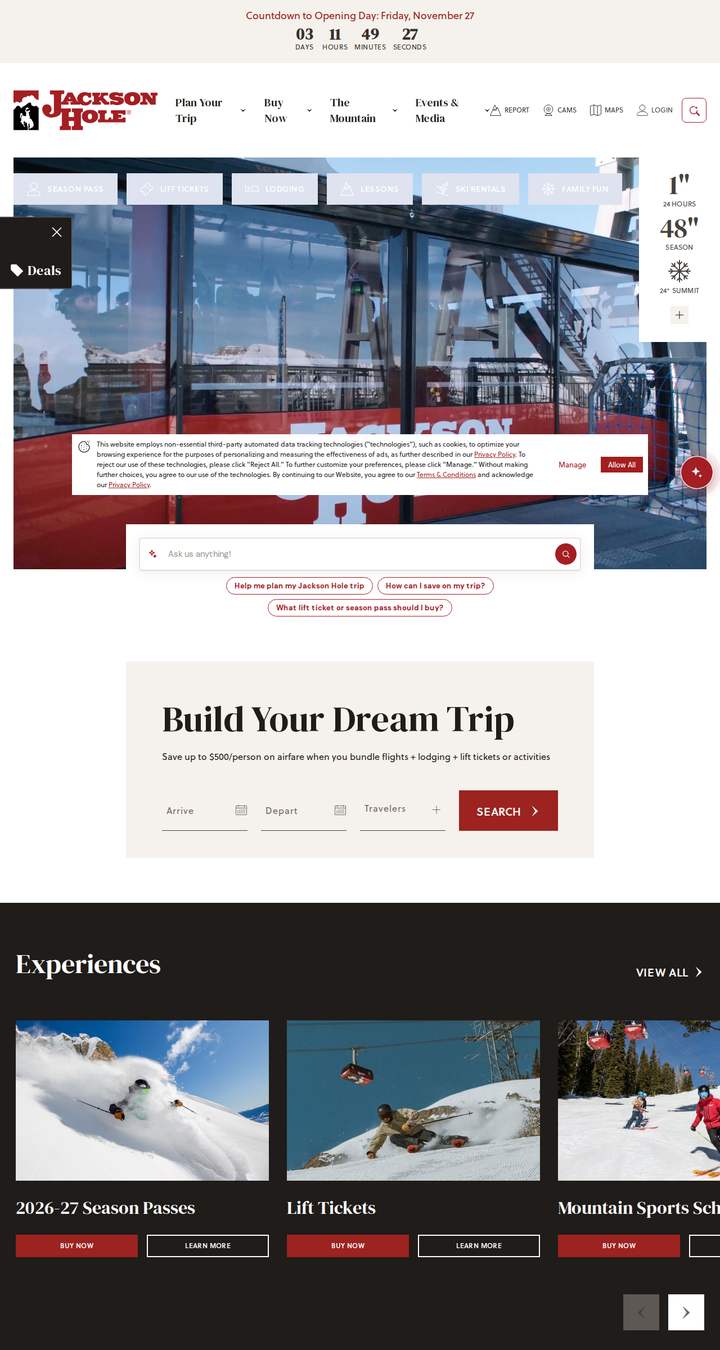 Countdown to Opening Day: Friday, November 27
03 11 49 27
DAYS HOURS MINUTES SECONDS
JACKSON HOLE
Plan Your Trip
Buy Now
The Mountain
Events & Media
REPORT
CAMS
MAPS
LOGIN
SEASON PASS
LIFT TICKETS
LODGING
LESSONS
SKI RENTALS
FAMILY FUN
1"
24 HOURS
48"
SEASON
24° SUMMIT
Deals
JACKSON
H
This website employs non-essential third-party automated data tracking technologies ("technologies"), such as cookies, to optimize your
browsing experience for the purposes of personalizing and measuring the effectiveness of ads, as further described in our Privacy Policy. To
reject our use of these technologies, please click "Reject All." To further customize your preferences, please click "Manage." Without making
further choices, you agree to our use of the technologies. By continuing to our Website, you agree to our Terms & Conditions and acknowledge
our Privacy Policy.
Manage
Allow All
Ask us anything!
Help me plan my Jackson Hole trip
How can I save on my trip?
What lift ticket or season pass should I buy?
Build Your Dream Trip
Save up to $500/person on airfare when you bundle flights + lodging + lift tickets or activities
Arrive
Depart
Travelers
SEARCH
Experiences
VIEW ALL
2026-27 Season Passes
BUY NOW
LEARN MORE
Lift Tickets
BUY NOW
LEARN MORE
Mountain Sports Sch
BUY NOW